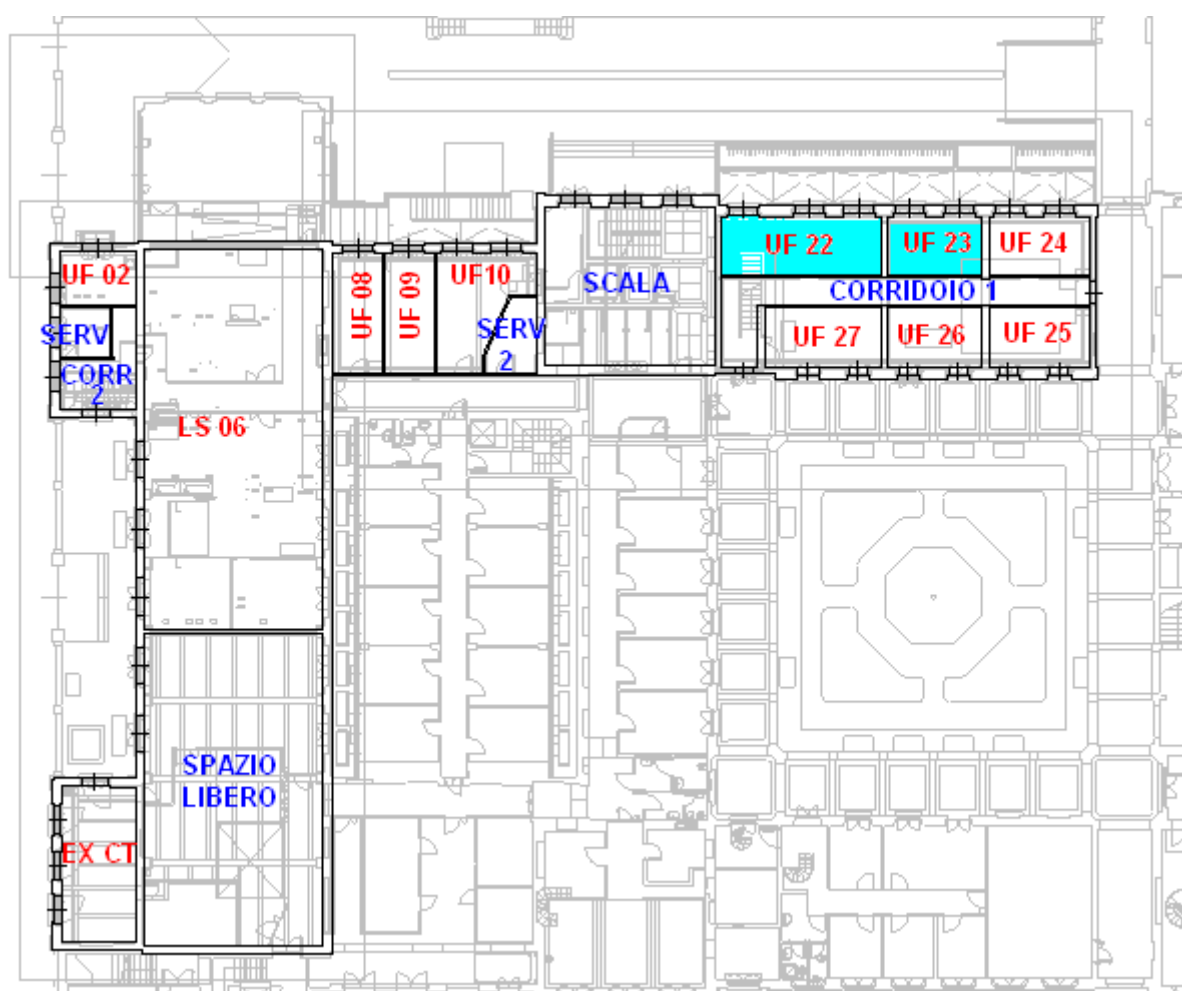 UF 22
UF 23
UF 24
UF 02
UF 08
UF 09
UF10
SCALA
CORRIDOIO 1
SERV
SERV
2
UF 27
UF 26
UF 25
CORR
2
LS 06
SPAZIO
LIBERO
EX CT